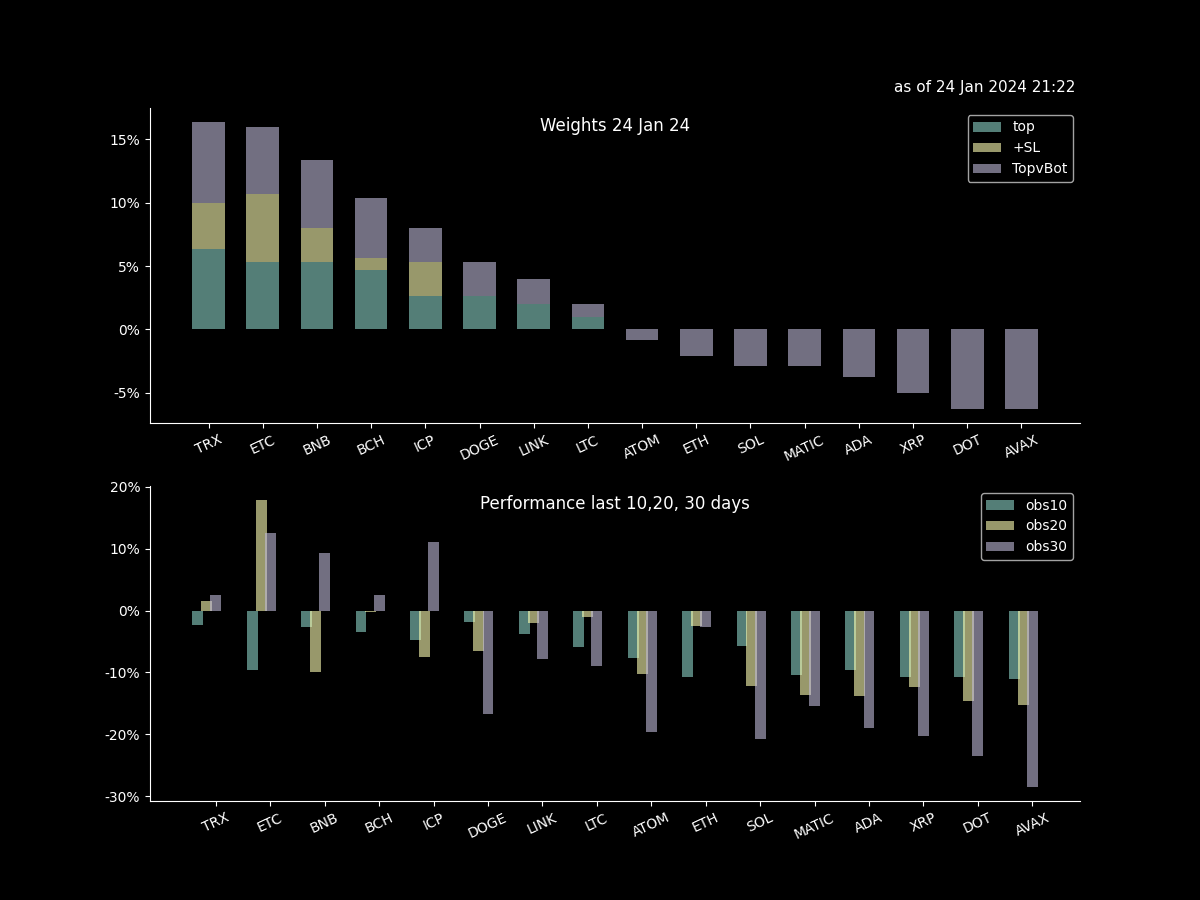 as of 24 Jan 2024 21:22
Weights 24 Jan 24
top
+SL
TopvBot
15%
10%
5%
0%
-5%
TRX ETC BNB BCH ICP DOGE LINK LTC ATOM ETH SOL MATIC ADA XRP DOT AVAX
Performance last 10,20, 30 days
obs10
obs20
obs30
20%
10%
0%
-10%
-20%
-30%
TRX ETC BNB BCH ICP DOGE LINK LTC ATOM ETH SOL MATIC ADA XRP DOT AVAX